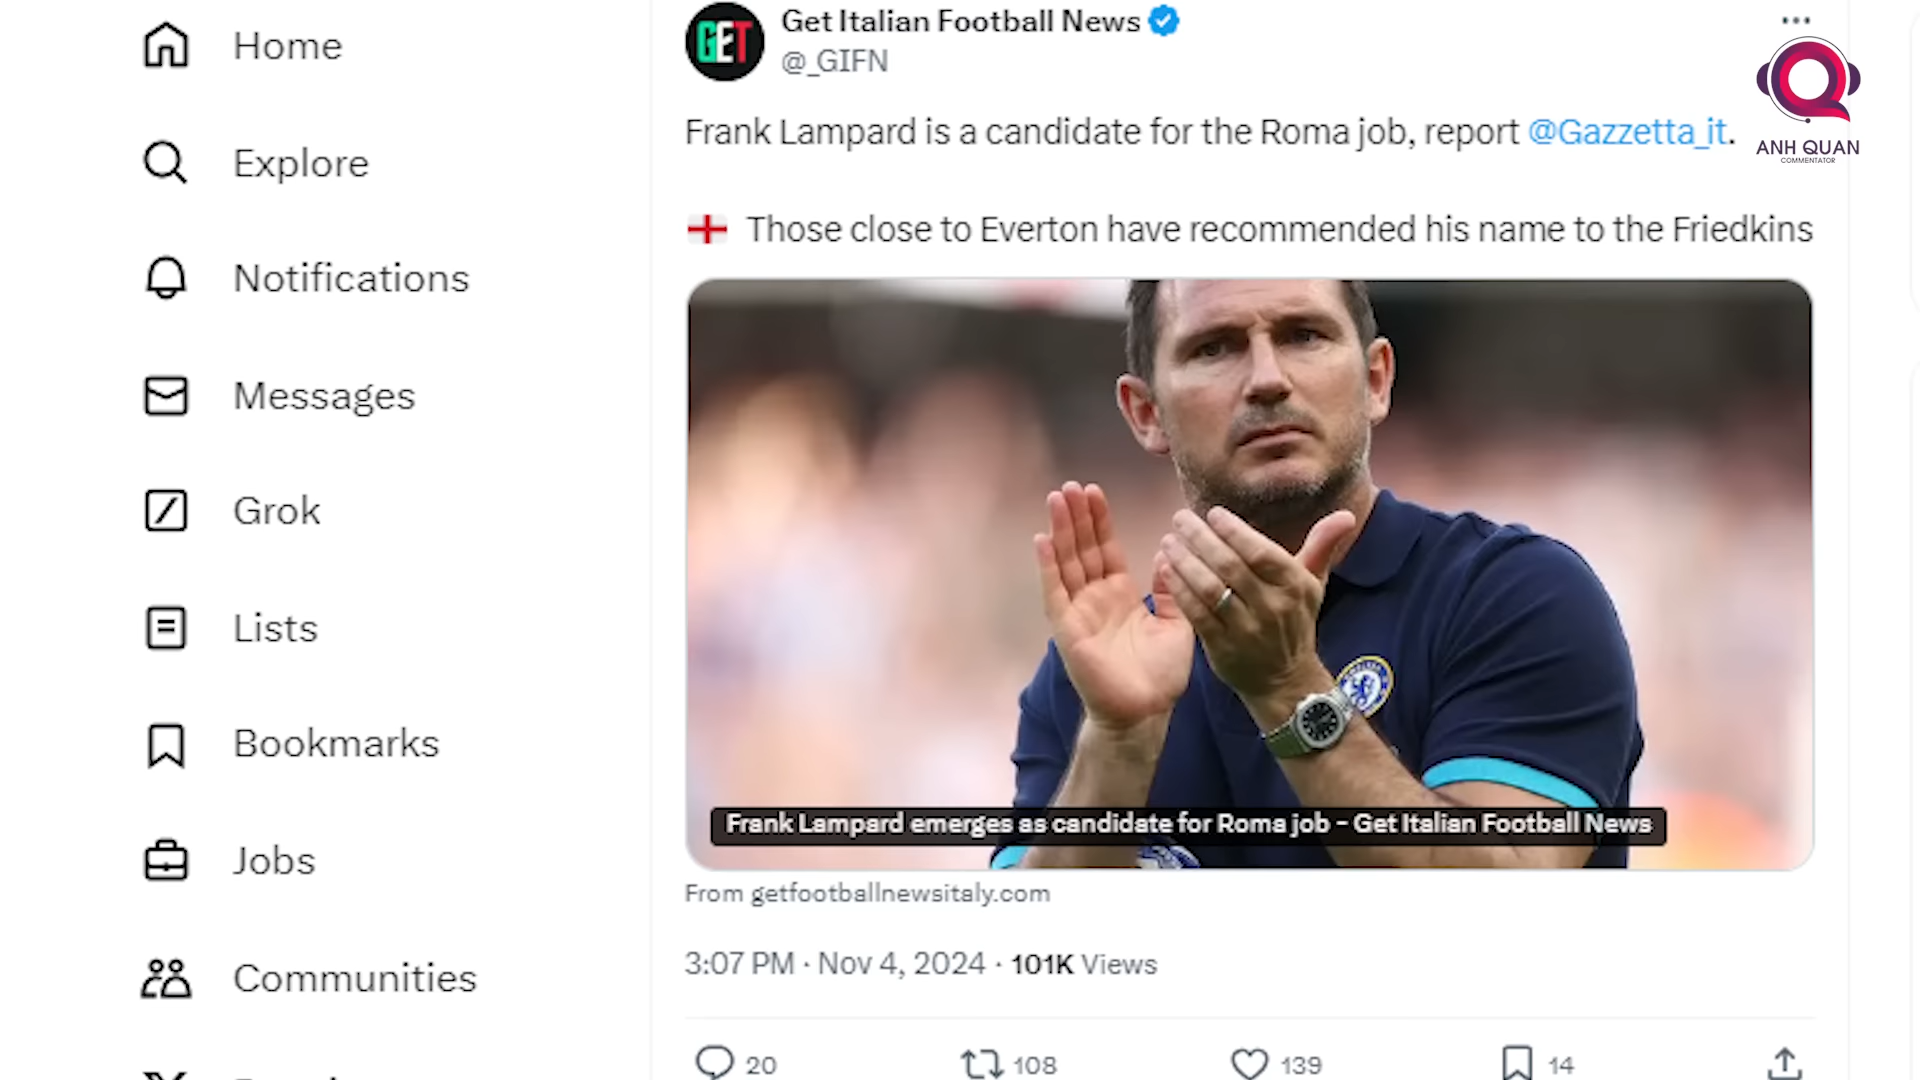 Home
Explore
Notifications
Messages
Grok
Lists
Bookmarks
Jobs
Communities
GET
Get Italian Football News
@_GIFN
Frank Lampard is a candidate for the Roma job, report @Gazzetta_it.
Those close to Everton have recommended his name to the Friedkins
Frank Lampard emerges as candidate for Roma job - Get Italian Football News
From getfootballnewsitaly.com
3:07 PM · Nov 4, 2024 · 101K Views
20
108
139
14
ANH QUAN
COMMENTATOR